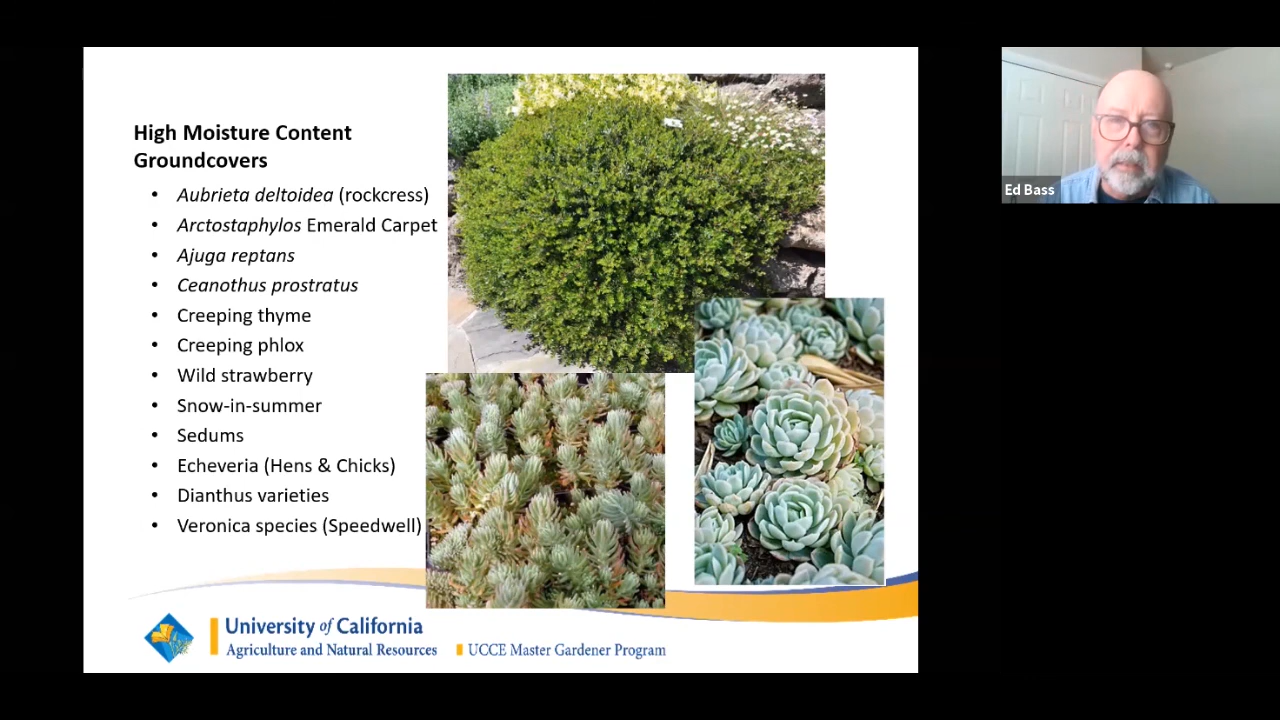 High Moisture Content
Groundcovers
• Aubrieta deltoidea (rockcress)
• Arctostaphylos Emerald Carpet
• Ajuga reptans
• Ceanothus prostratus
• Creeping thyme
• Creeping phlox
• Wild strawberry
• Snow-in-summer
• Sedums
• Echeveria (Hens & Chicks)
• Dianthus varieties
• Veronica species (Speedwell)
University of California
Agriculture and Natural Resources
UCCE Master Gardener Program
Ed Bass